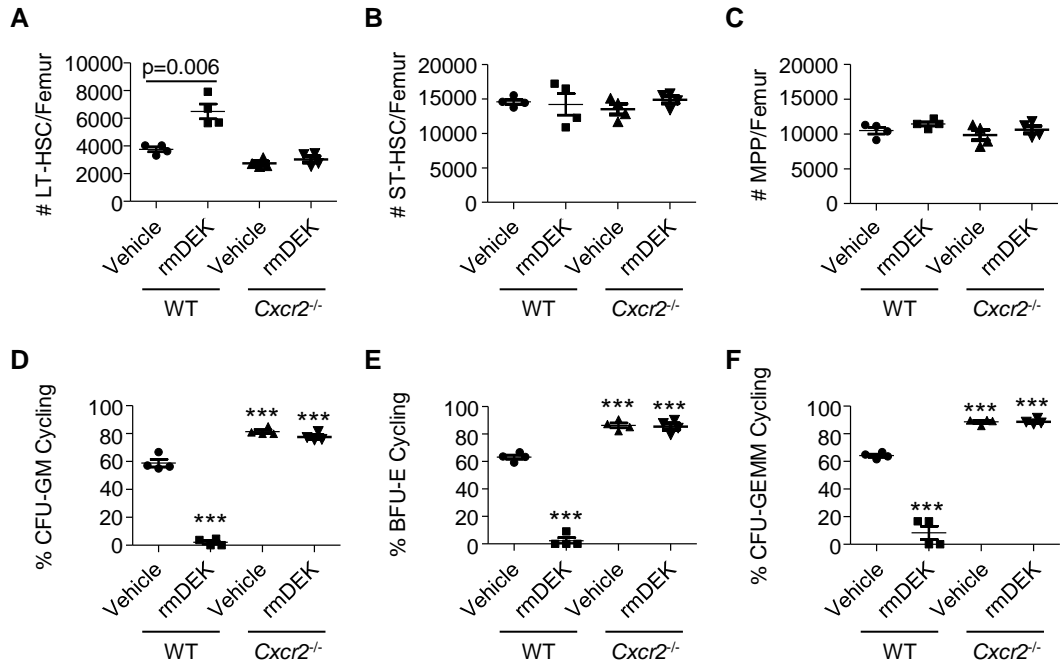 A
# LT-HSC/Femur
10000
8000
6000
4000
2000
0
p=0.006
Vehicle
rmDEK
Vehicle
rmDEK
WT
Cxcr2-/-
B
# ST-HSC/Femur
20000
15000
10000
5000
0
Vehicle
rmDEK
Vehicle
rmDEK
WT
Cxcr2-/-
C
# MPP/Femur
20000
15000
10000
5000
0
Vehicle
rmDEK
Vehicle
rmDEK
WT
Cxcr2-/-
D
% CFU-GM Cycling
100
80
60
40
20
0
***
***
***
Vehicle
rmDEK
Vehicle
rmDEK
WT
Cxcr2-/-
E
% BFU-E Cycling
100
80
60
40
20
0
***
***
***
Vehicle
rmDEK
Vehicle
rmDEK
WT
Cxcr2-/-
F
% CFU-GEMM Cycling
100
80
60
40
20
0
***
***
***
Vehicle
rmDEK
Vehicle
rmDEK
WT
Cxcr2-/-